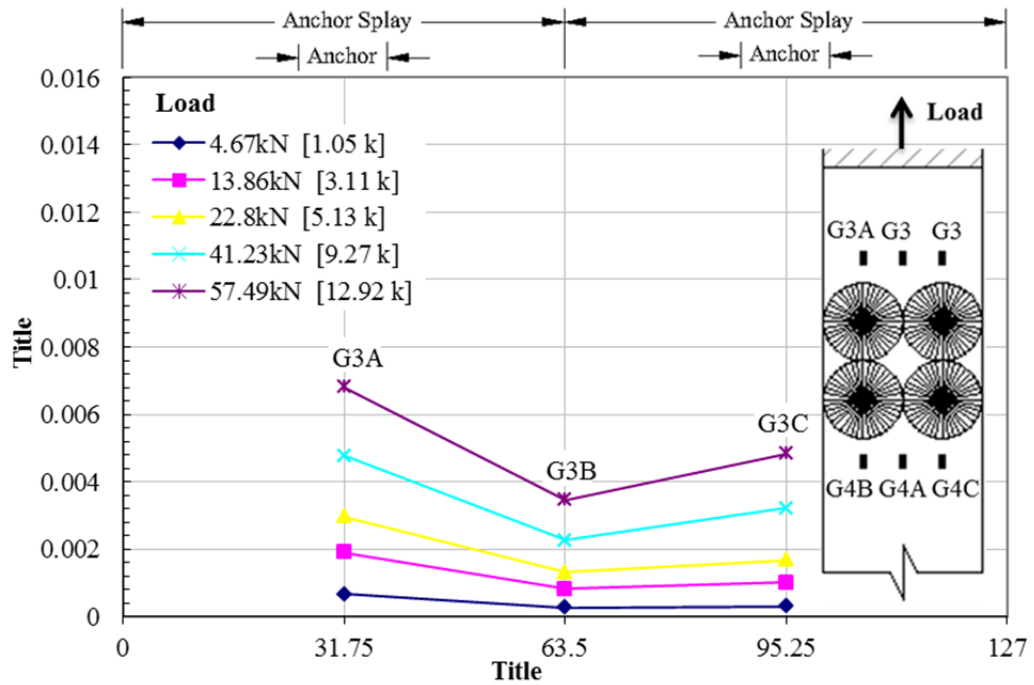 Anchor Splay Anchor Splay
Anchor Anchor
0.016
0.014
0.012
0.01
0.008
0.006
0.004
0.002
0
Title
Load
4.67kN [1.05 k]
13.86kN [3.11 k]
22.8kN [5.13 k]
41.23kN [9.27 k]
57.49kN [12.92 k]
G3A
G3B
G3C
Load
G3A G3 G3
G4B G4A G4C
0 31.75 63.5 95.25 127
Title